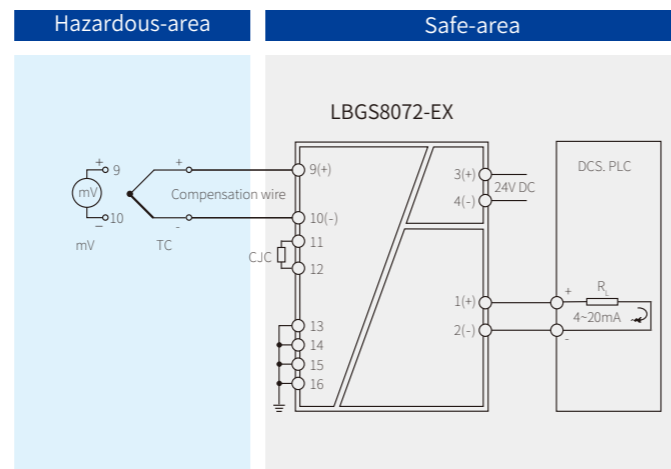 Hazardous-area
Safe-area
LBGS8072-EX
+ 9
mV
- 10
mV
+
-
TC
Compensation wire
9(+)
10(-)
CJC
11
12
13
14
15
16
3(+)
4(-)
24V DC
1(+)
2(-)
DCS. PLC
+
RL
4~20mA
-